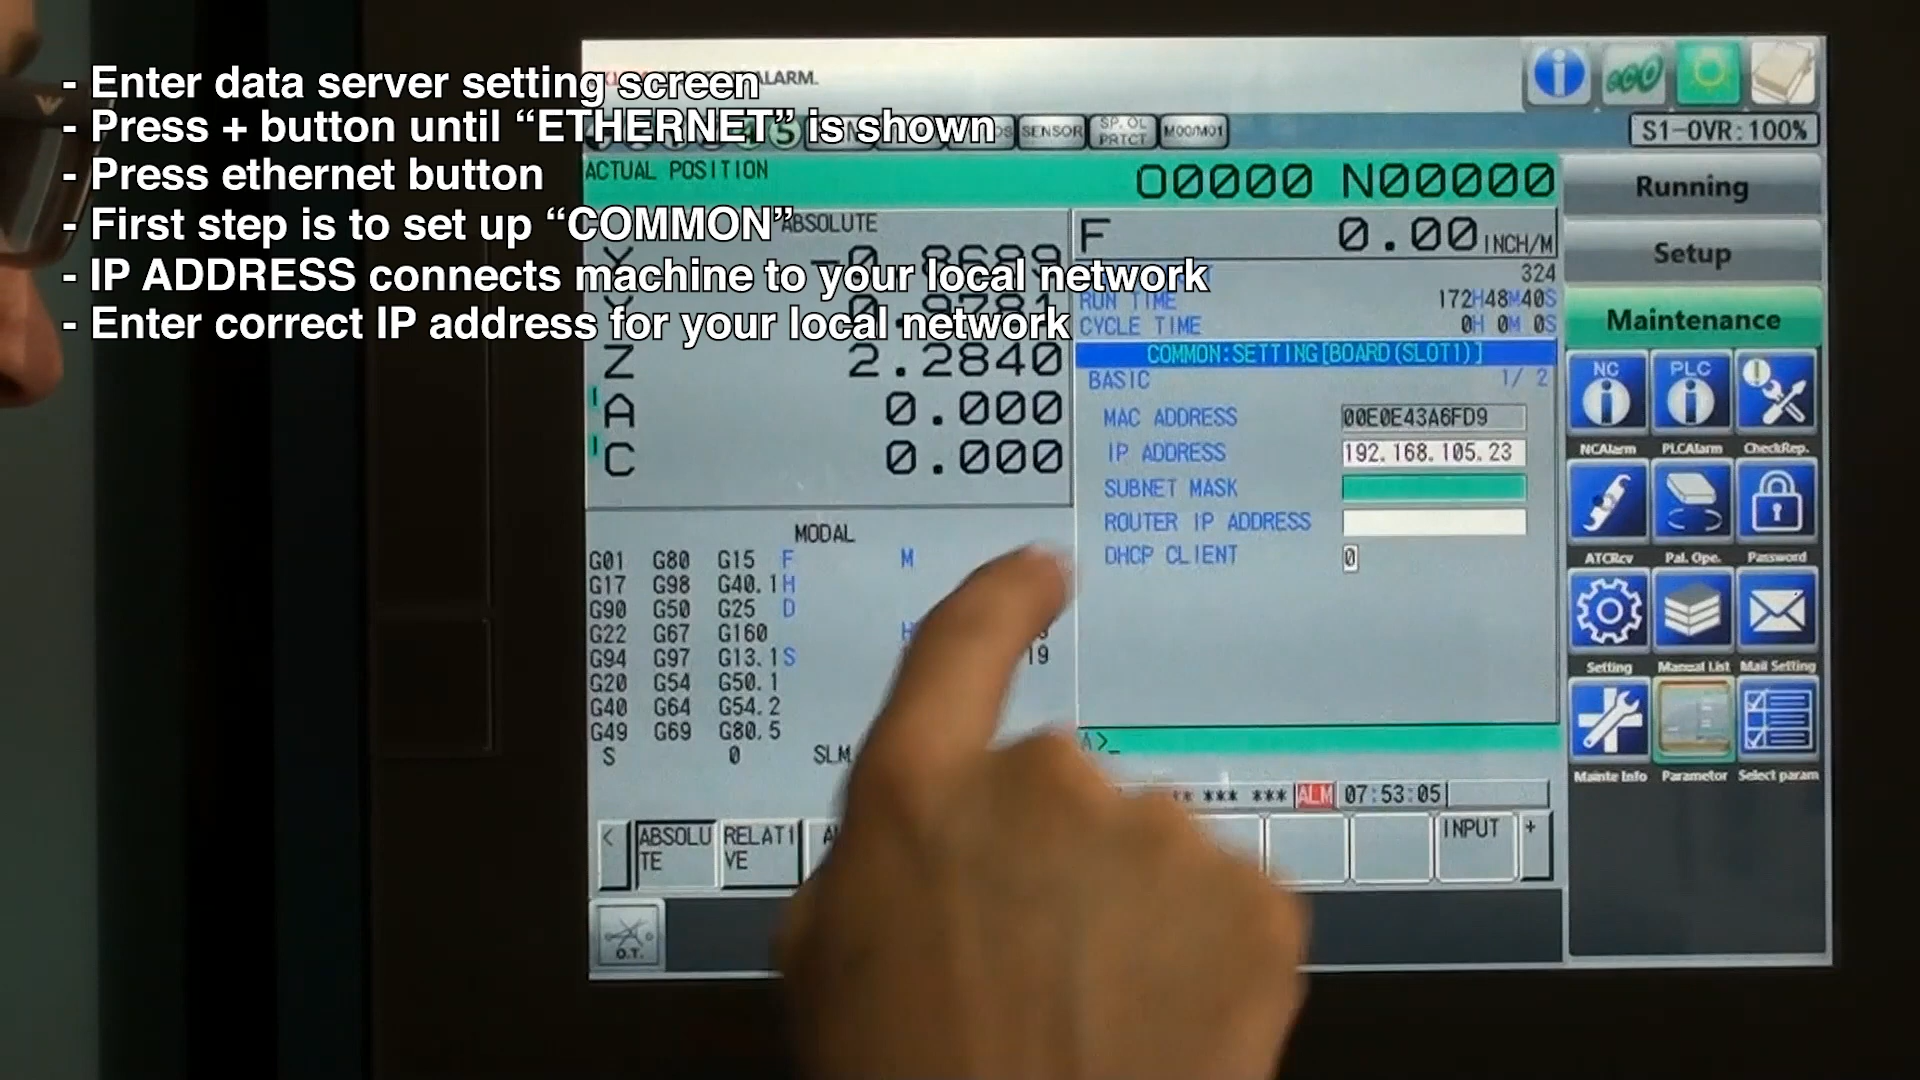 - Enter data server setting screen
- Press + button until “ETHERNET” is shown
- Press ethernet button
- First step is to set up “COMMON”
- IP ADDRESS connects machine to your local network
- Enter correct IP address for your local network
ALARM.
SENSOR SP. OL PRTCT M00/M01
S1-OVR:100%
ACTUAL POSITION O0000 N00000
ABSOLUTE
F 0.00 INCH/M
324
RUN TIME 172H48M40S
CYCLE TIME 0H 0M 0S
Z 2.2840
A 0.000
C 0.000
COMMON:SETTING[BOARD(SLOT1)]
BASIC 1/ 2
MAC ADDRESS 00E0E43A6FD9
IP ADDRESS 192.168.105.23
SUBNET MASK
ROUTER IP ADDRESS
DHCP CLIENT 0
MODAL
G01 G80 G15 F M
G17 G98 G40.1 H
G90 G50 G25 D
G22 G67 G160
G94 G97 G13.1 S 19
G20 G54 G50.1
G40 G64 G54.2
G49 G69 G80.5
S 0 SLM
A>_
*** *** ALM 07:53:05
< ABSOLUTE RELATIVE INPUT +
O.T.
Running
Setup
Maintenance
NC PLC
NCAlarm PLCAlarm CheckRep.
ATCRcv Pal. Ope. Password
Setting Manual List Mail Setting
Mainte Info Parameter Select param